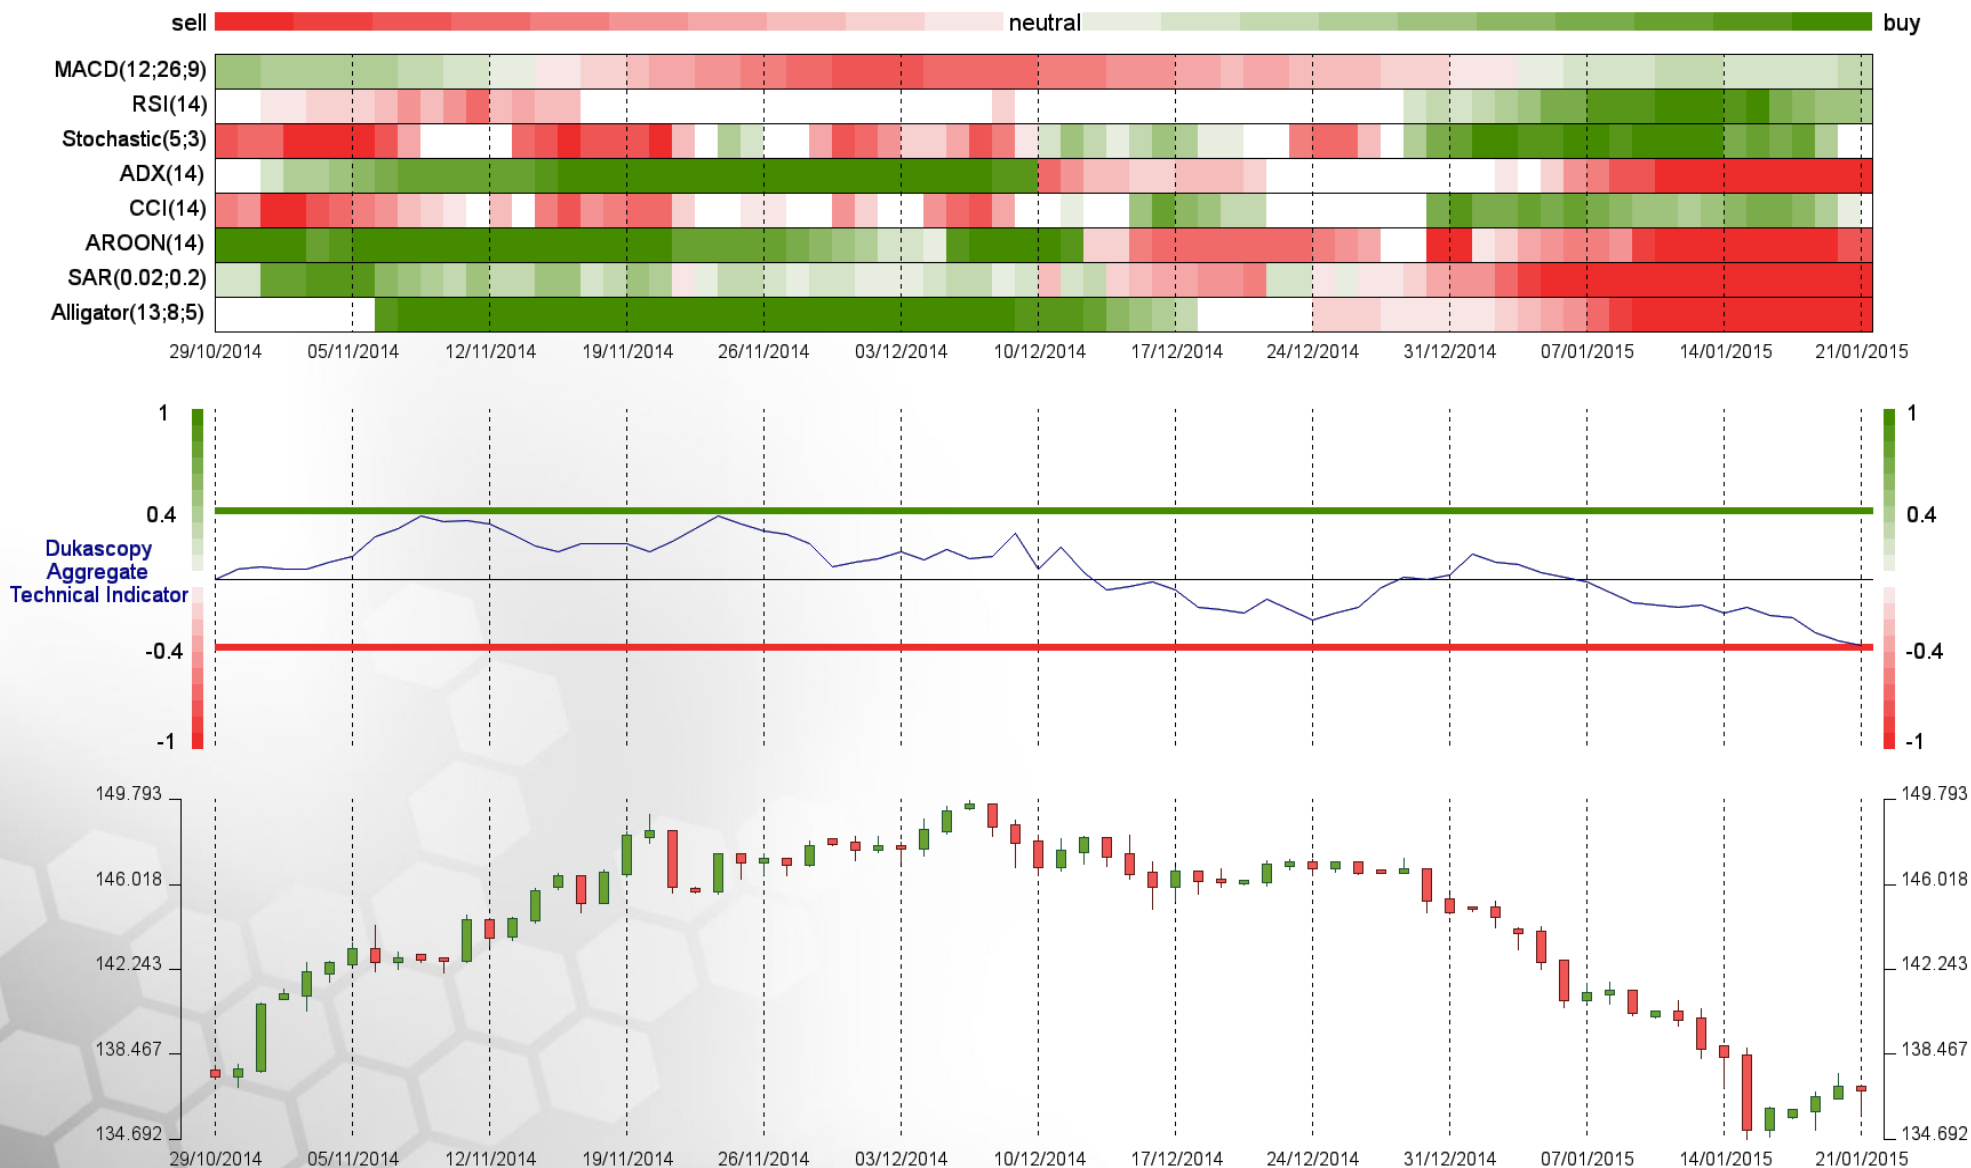 sell neutral buy
MACD(12;26;9)
RSI(14)
Stochastic(5;3)
ADX(14)
CCI(14)
AROON(14)
SAR(0.02;0.2)
Alligator(13;8;5)
29/10/2014 05/11/2014 12/11/2014 19/11/2014 26/11/2014 03/12/2014 10/12/2014 17/12/2014 24/12/2014 31/12/2014 07/01/2015 14/01/2015 21/01/2015
1 1
0.4 0.4
Dukascopy
Aggregate
Technical Indicator
-0.4 -0.4
-1 -1
149.793 149.793
146.018 146.018
142.243 142.243
138.467 138.467
134.692 134.692
29/10/2014 05/11/2014 12/11/2014 19/11/2014 26/11/2014 03/12/2014 10/12/2014 17/12/2014 24/12/2014 31/12/2014 07/01/2015 14/01/2015 21/01/2015